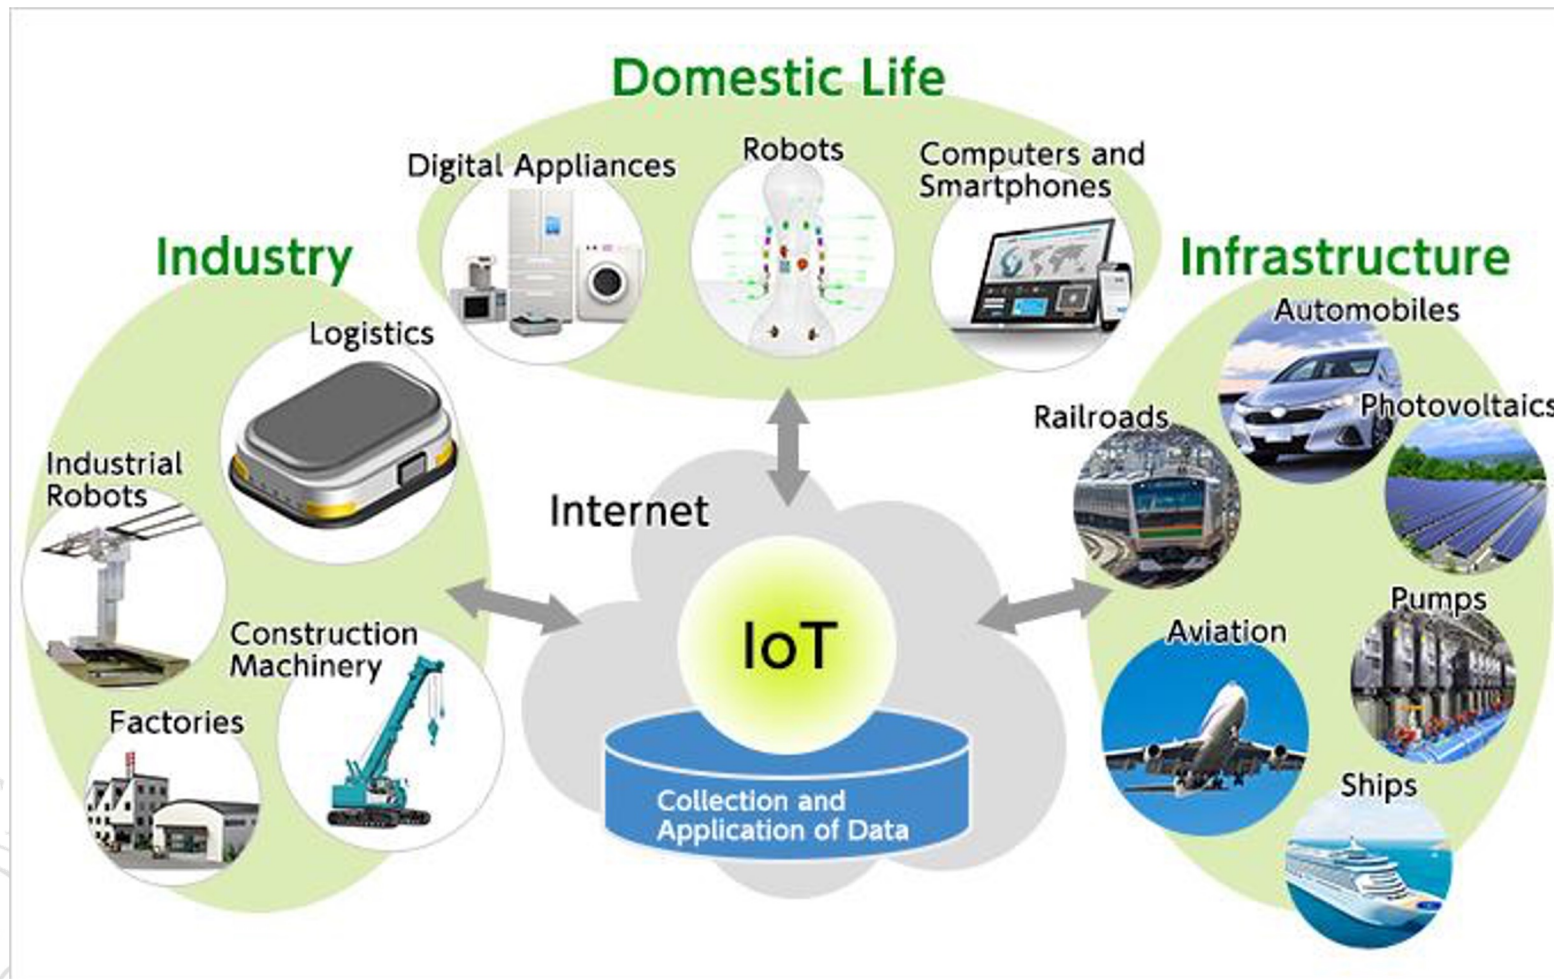 Domestic Life
Digital Appliances
Robots
Computers and
Smartphones
Industry
Logistics
Industrial
Robots
Construction
Machinery
Factories
Infrastructure
Automobiles
Photovoltaics
Railroads
Pumps
Aviation
Ships
Internet
IoT
Collection and
Application of Data